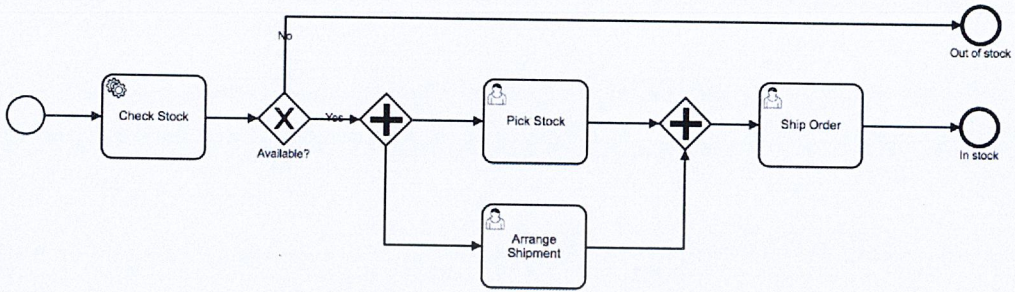 No
Out of stock
Check Stock
Available?
Yes
Pick Stock
Ship Order
In stock
Arrange
Shipment